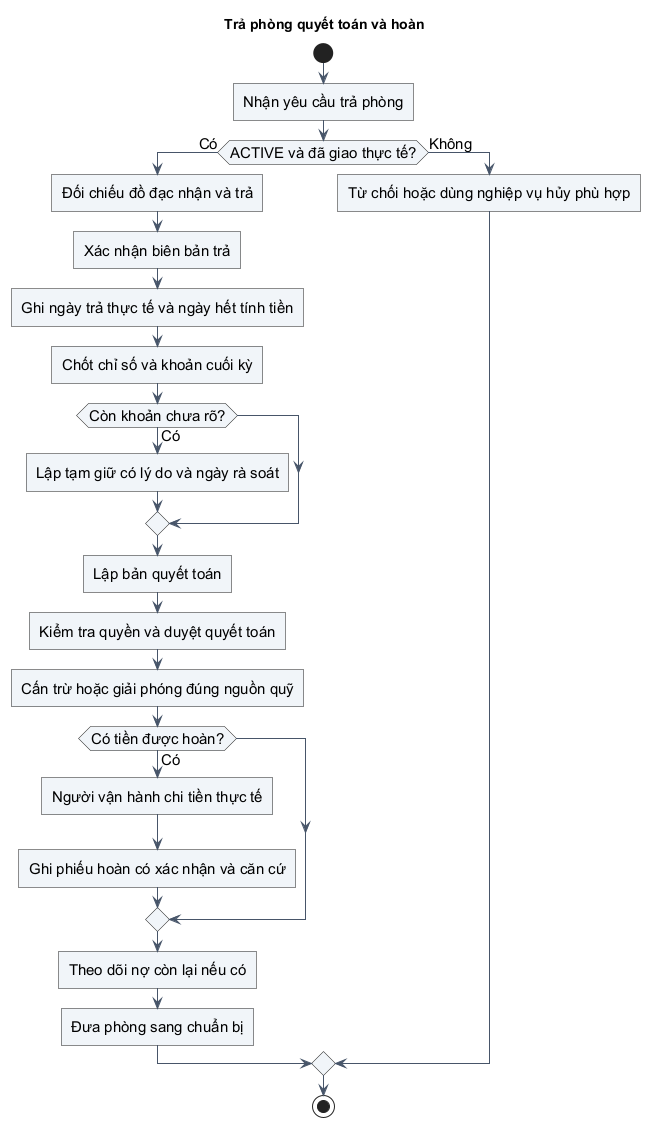 Trả phòng quyết toán và hoàn
Nhận yêu cầu trả phòng
ACTIVE và đã giao thực tế?
Có
Không
Đối chiếu đồ đạc nhận và trả
Từ chối hoặc dùng nghiệp vụ hủy phù hợp
Xác nhận biên bản trả
Ghi ngày trả thực tế và ngày hết tính tiền
Chốt chỉ số và khoản cuối kỳ
Còn khoản chưa rõ?
Có
Lập tạm giữ có lý do và ngày rà soát
Lập bản quyết toán
Kiểm tra quyền và duyệt quyết toán
Cấn trừ hoặc giải phóng đúng nguồn quỹ
Có tiền được hoàn?
Có
Người vận hành chi tiền thực tế
Ghi phiếu hoàn có xác nhận và căn cứ
Theo dõi nợ còn lại nếu có
Đưa phòng sang chuẩn bị